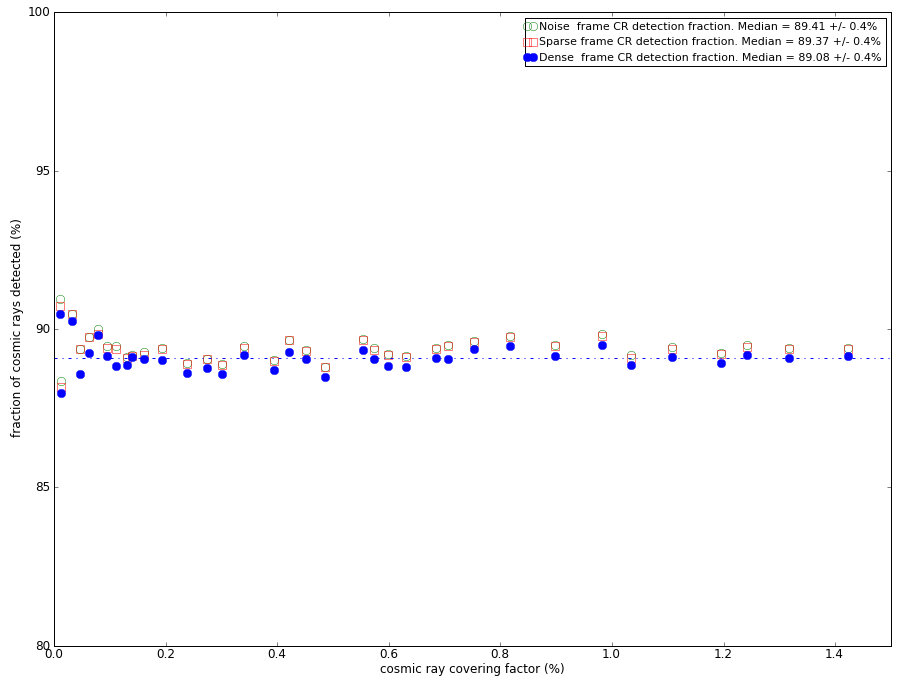 Noise  frame CR detection fraction. Median = 89.41 +/- 0.4%
Sparse frame CR detection fraction. Median = 89.37 +/- 0.4%
Dense  frame CR detection fraction. Median = 89.08 +/- 0.4%
100
95
90
85
80
fraction of cosmic rays detected (%)
0.0 0.2 0.4 0.6 0.8 1.0 1.2 1.4
cosmic ray covering factor (%)